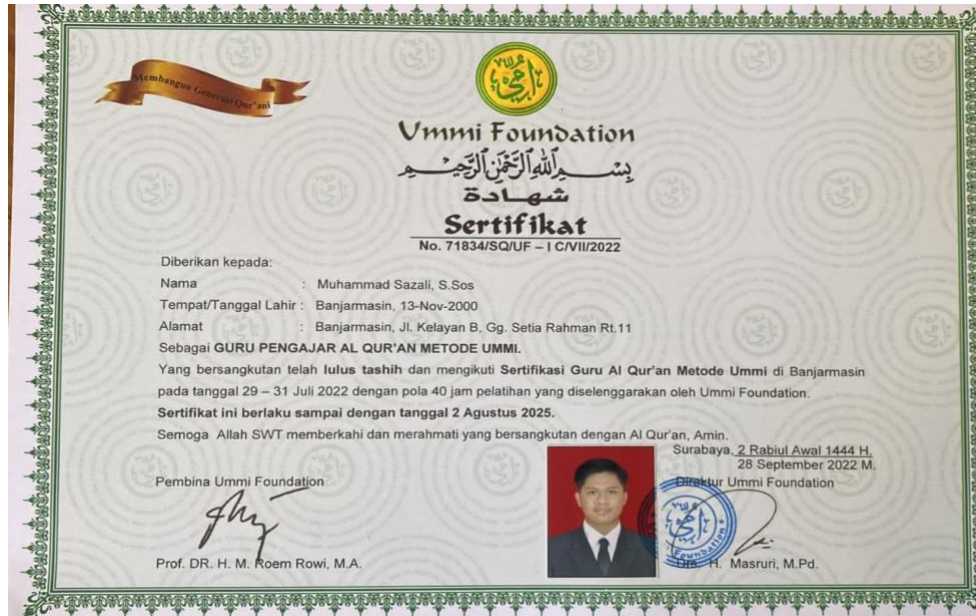 Membangun Generasi Qur'ani
أمي
Ummi Foundation
بِسْمِ اللَّهِ الرَّحْمَٰنِ الرَّحِيمِ
شهادة
Sertifikat
No. 71834/SQ/UF – I C/VII/2022
Diberikan kepada:
Nama : Muhammad Sazali, S.Sos
Tempat/Tanggal Lahir : Banjarmasin, 13-Nov-2000
Alamat : Banjarmasin, Jl. Kelayan B, Gg. Setia Rahman Rt.11
Sebagai GURU PENGAJAR AL QUR'AN METODE UMMI.
Yang bersangkutan telah lulus tashih dan mengikuti Sertifikasi Guru Al Qur'an Metode Ummi di Banjarmasin
pada tanggal 29 – 31 Juli 2022 dengan pola 40 jam pelatihan yang diselenggarakan oleh Ummi Foundation.
Sertifikat ini berlaku sampai dengan tanggal 2 Agustus 2025.
Semoga Allah SWT memberkahi dan merahmati yang bersangkutan dengan Al Qur'an, Amin.
Surabaya, 2 Rabiul Awal 1444 H.
28 September 2022 M.
Pembina Ummi Foundation
Direktur Ummi Foundation
أمي
Foundation
Prof. DR. H. M. Roem Rowi, M.A.
Drs. H. Masruri, M.Pd.